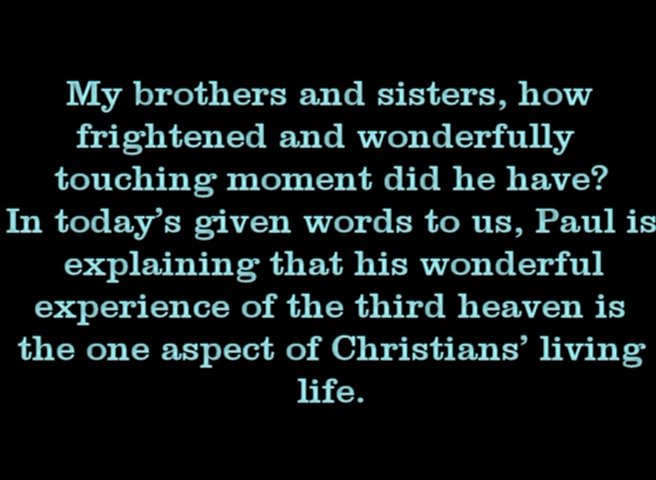 My brothers and sisters, how
frightened and wonderfully
touching moment did he have?
In today’s given words to us, Paul is
explaining that his wonderful
experience of the third heaven is
the one aspect of Christians’ living
life.